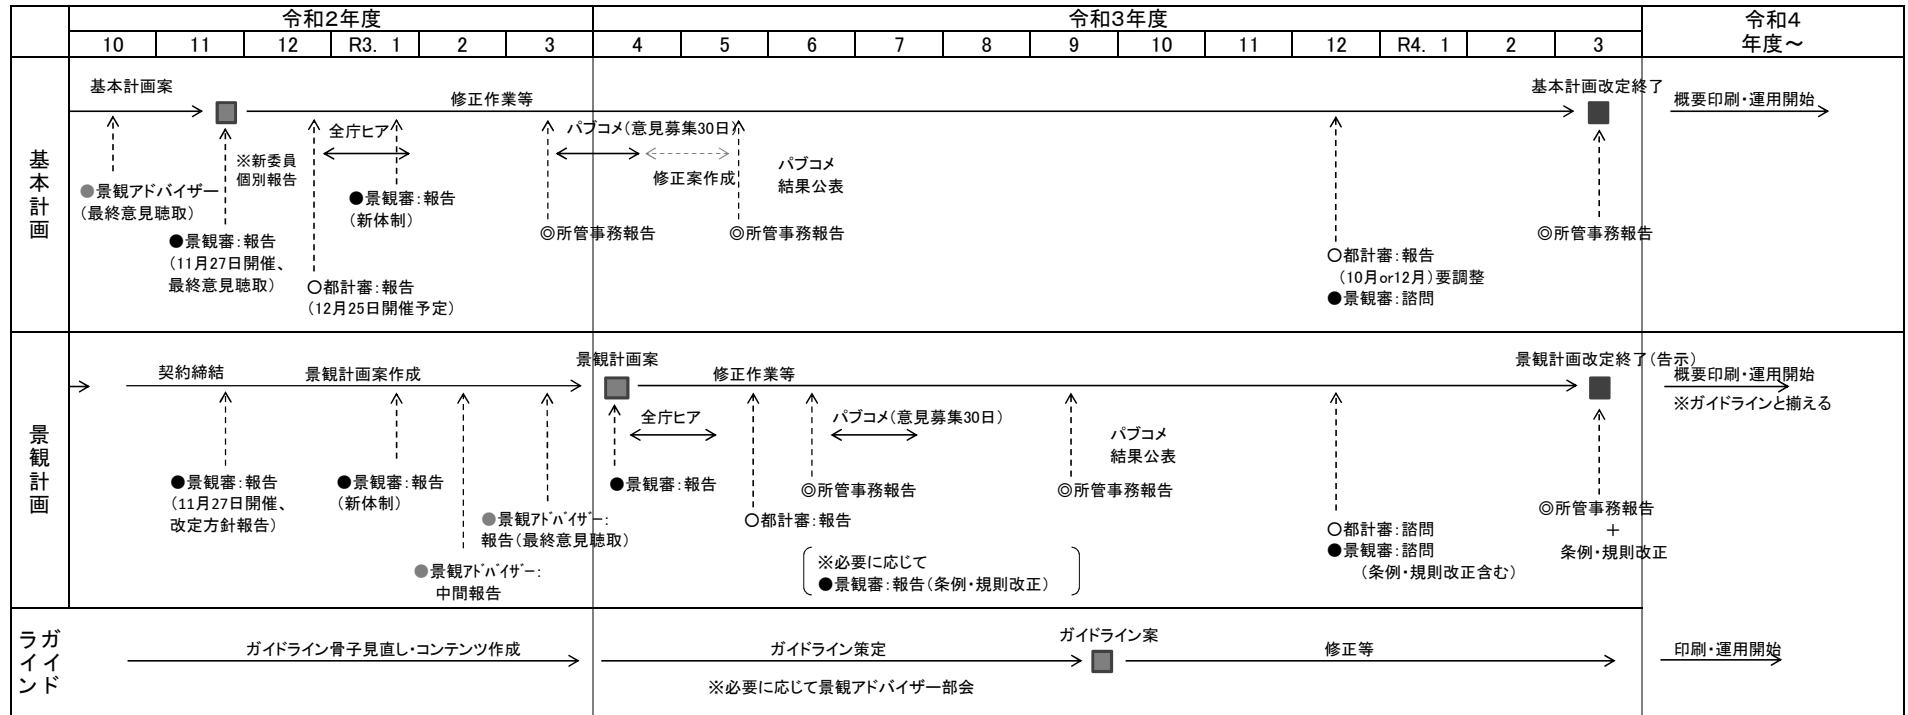 令和2年度
令和3年度
令和4
年度～
10 11 12 R3. 1 2 3 4 5 6 7 8 9 10 11 12 R4. 1 2 3
基本計画
基本計画案
修正作業等
基本計画改定終了
概要印刷・運用開始
全庁ヒア
パブコメ(意見募集30日)
※新委員
個別報告
修正案作成
パブコメ
結果公表
●景観アドバイザー
(最終意見聴取)
●景観審:報告
(新体制)
●景観審:報告
(11月27日開催、
最終意見聴取)
◎所管事務報告
◎所管事務報告
◎所管事務報告
○都計審:報告
(12月25日開催予定)
○都計審:報告
(10月or12月)要調整
●景観審:諮問
景観計画
契約締結
景観計画案作成
景観計画案
修正作業等
景観計画改定終了(告示)
概要印刷・運用開始
※ガイドラインと揃える
全庁ヒア
パブコメ(意見募集30日)
パブコメ
結果公表
●景観審:報告
(11月27日開催、
改定方針報告)
●景観審:報告
(新体制)
●景観審:報告
◎所管事務報告
◎所管事務報告
◎所管事務報告
＋
条例・規則改正
●景観ｱﾄﾞﾊﾞｲｻﾞｰ:
報告(最終意見聴取)
○都計審:報告
○都計審:諮問
●景観審:諮問
(条例・規則改正含む)
●景観ｱﾄﾞﾊﾞｲｻﾞｰ:
中間報告
※必要に応じて
●景観審:報告(条例・規則改正)
ガイドライン
ガイドライン骨子見直し・コンテンツ作成
ガイドライン策定
ガイドライン案
修正等
印刷・運用開始
※必要に応じて景観アドバイザー部会